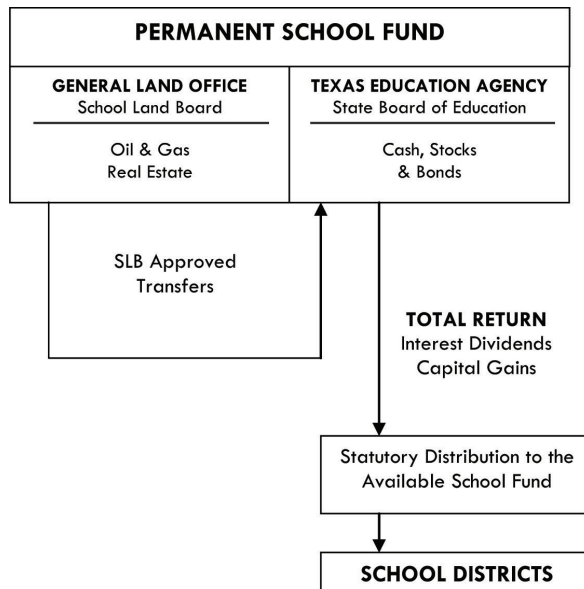 PERMANENT SCHOOL FUND
GENERAL LAND OFFICE
School Land Board
Oil & Gas
Real Estate
TEXAS EDUCATION AGENCY
State Board of Education
Cash, Stocks
& Bonds
SLB Approved
Transfers
TOTAL RETURN
Interest Dividends
Capital Gains
Statutory Distribution to the
Available School Fund
SCHOOL DISTRICTS